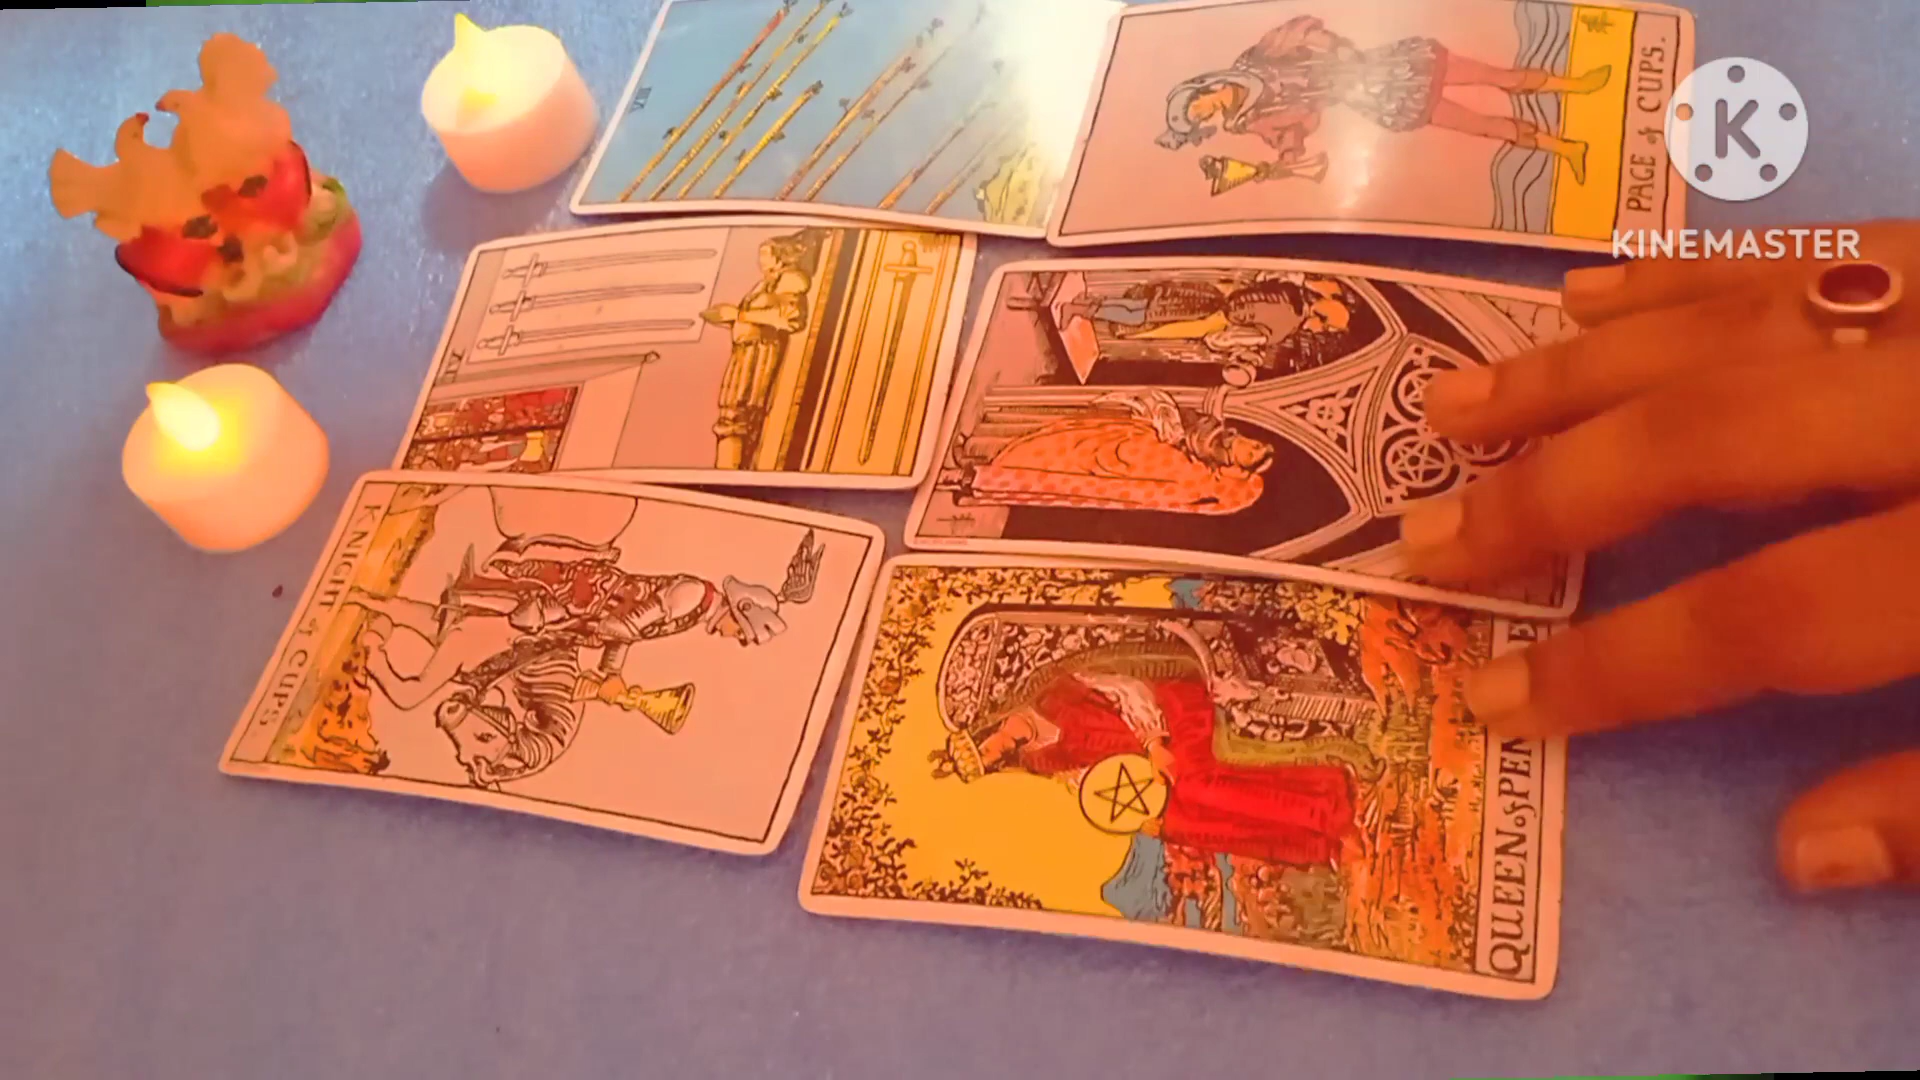 VIII
PAGE of CUPS.
K
KINEMASTER
KNIGHT of CUPS.
QUEEN of PEN